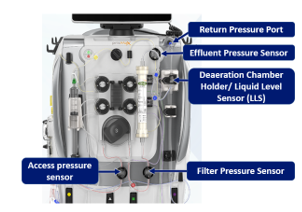 Return Pressure Port
Effluent Pressure Sensor
Deaeration Chamber
Holder/ Liquid Level
Sensor (LLS)
Access pressure
sensor
Filter Pressure Sensor